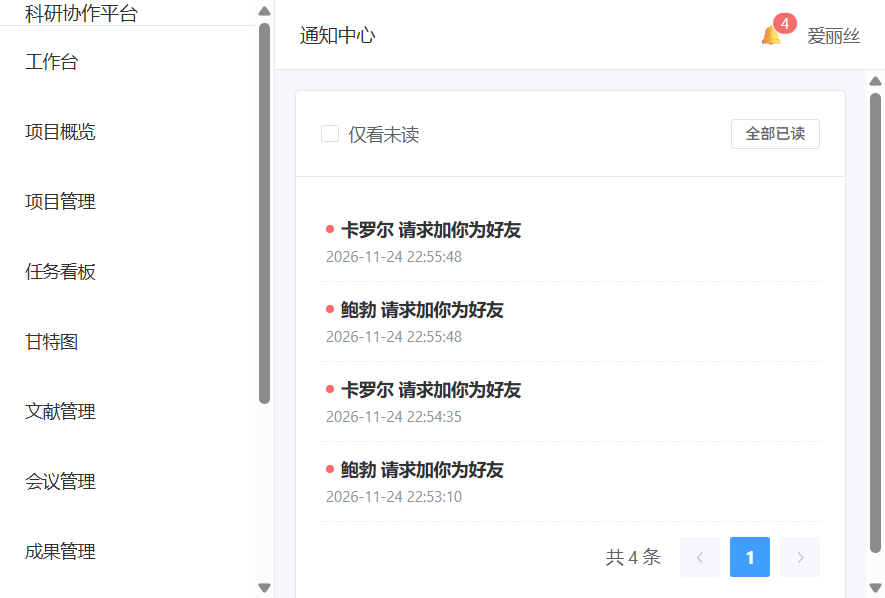 科研协作平台
工作台
项目概览
项目管理
任务看板
甘特图
文献管理
会议管理
成果管理
通知中心
4
爱丽丝
仅看未读
全部已读
卡罗尔 请求加你为好友
2026-11-24 22:55:48
鲍勃 请求加你为好友
2026-11-24 22:55:48
卡罗尔 请求加你为好友
2026-11-24 22:54:35
鲍勃 请求加你为好友
2026-11-24 22:53:10
共 4 条
1